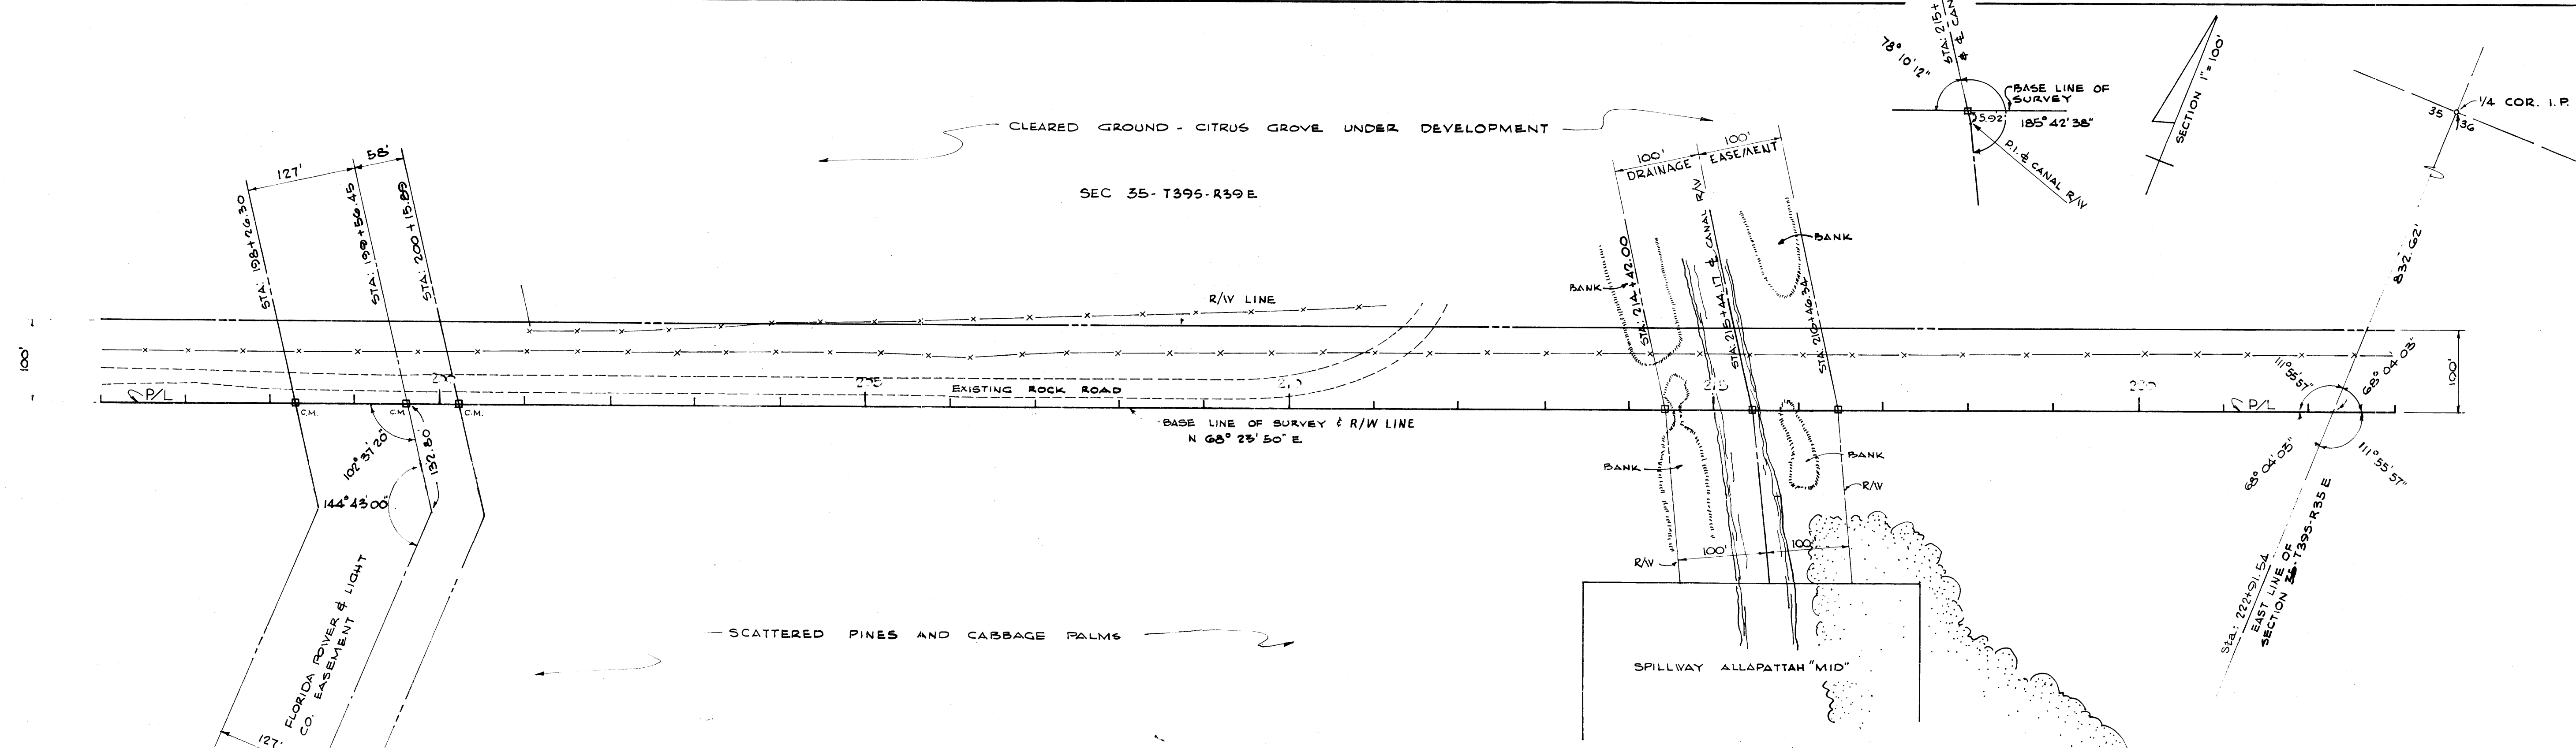 STA: 215+
78° 10' 12"
BASE LINE OF
SURVEY
5.92'
185° 42' 38"
P.I. ⅊ CANAL R/W
SECTION 1" = 100'
35
36
1/4 COR. I.P.
832.62'
CLEARED GROUND - CITRUS GROVE UNDER DEVELOPMENT
SEC 35- T39S-R39E
127'
58'
STA: 198+26.30
STA: 199+56.45
STA: 200+15.89
100'
100'
DRAINAGE EASEMENT
STA: 214+42.00
STA: 215+44.17 ℄ CANAL R/W
STA: 216+46.34
BANK
BANK
R/W LINE
100'
100'
205
210
215
220
EXISTING ROCK ROAD
P/L
P/L
C.M.
C.M.
C.M.
BASE LINE OF SURVEY & R/W LINE
N 68° 23' 50" E
102° 37' 20"
132.80'
144° 43' 00"
111° 55' 57"
68° 04' 03"
68° 04' 03"
111° 55' 57"
BANK
BANK
R/W
R/W
100'
100'
Sta: 222+91.54
EAST LINE OF
SECTION 35-T39S-R35E
FLORIDA POWER & LIGHT
CO. EASEMENT
127'
SCATTERED PINES AND CABBAGE PALMS
SPILLWAY ALLAPATTAH "MID"